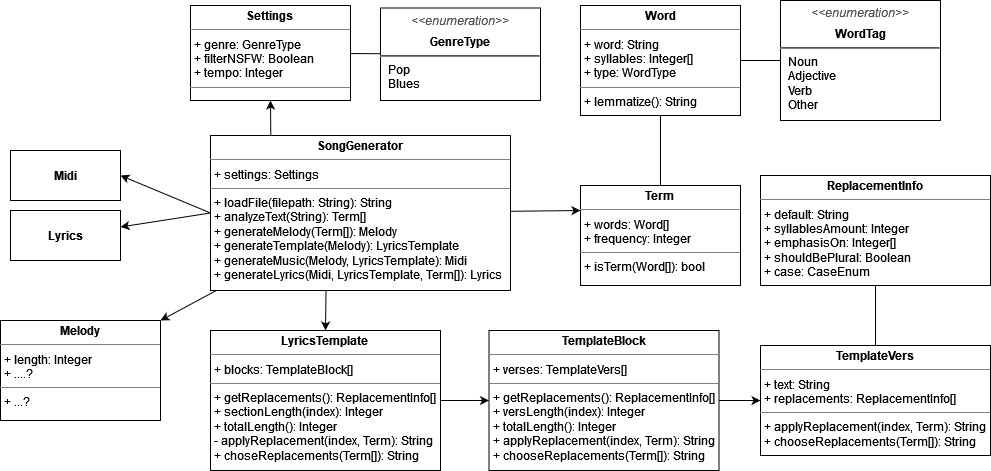 Settings
+ genre: GenreType
+ filterNSFW: Boolean
+ tempo: Integer
<<enumeration>>
GenreType
Pop
Blues
Word
+ word: String
+ syllables: Integer[]
+ type: WordType
+ lemmatize(): String
<<enumeration>>
WordTag
Noun
Adjective
Verb
Other
Midi
Lyrics
SongGenerator
+ settings: Settings
+ loadFile(filepath: String): String
+ analyzeText(String): Term[]
+ generateMelody(Term[]): Melody
+ generateTemplate(Melody): LyricsTemplate
+ generateMusic(Melody, LyricsTemplate): Midi
+ generateLyrics(Midi, LyricsTemplate, Term[]): Lyrics
Term
+ words: Word[]
+ frequency: Integer
+ isTerm(Word[]): bool
ReplacementInfo
+ default: String
+ syllablesAmount: Integer
+ emphasisOn: Integer[]
+ shouldBePlural: Boolean
+ case: CaseEnum
Melody
+ length: Integer
+ ....?
+ ...?
LyricsTemplate
+ blocks: TemplateBlock[]
+ getReplacements(): ReplacementInfo[]
+ sectionLength(index): Integer
+ totalLength(): Integer
- applyReplacement(index, Term): String
+ choseReplacements(Term[]): String
TemplateBlock
+ verses: TemplateVers[]
+ getReplacements(): ReplacementInfo[]
+ versLength(index): Integer
+ totalLength(): Integer
+ applyReplacement(index, Term): String
+ chooseReplacements(Term[]): String
TemplateVers
+ text: String
+ replacements: ReplacementInfo[]
+ applyReplacement(index, Term): String
+ chooseReplacements(Term[]): String